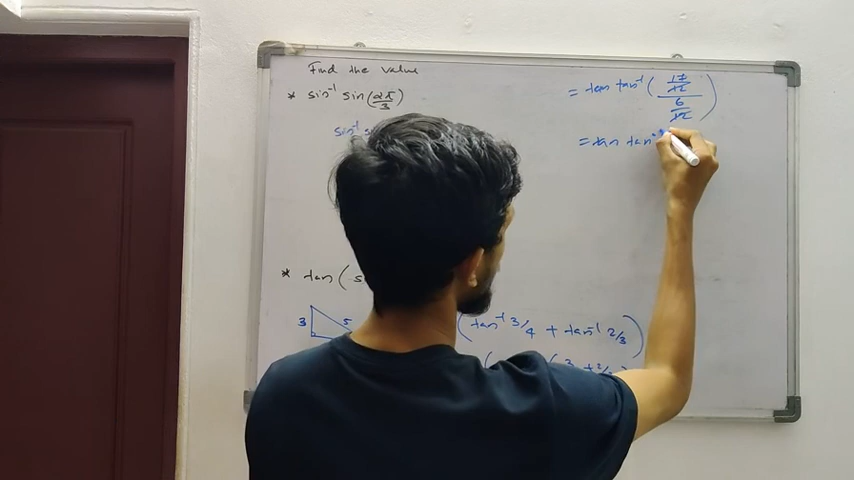 Find the value
* sin⁻¹ sin(2π/3)
sin⁻¹
* tan(
3 5
(tan⁻¹ 3/4 + tan⁻¹ 2/3)
= tan tan⁻¹ ( (17/12) / (6/12) )
= tan tan⁻¹